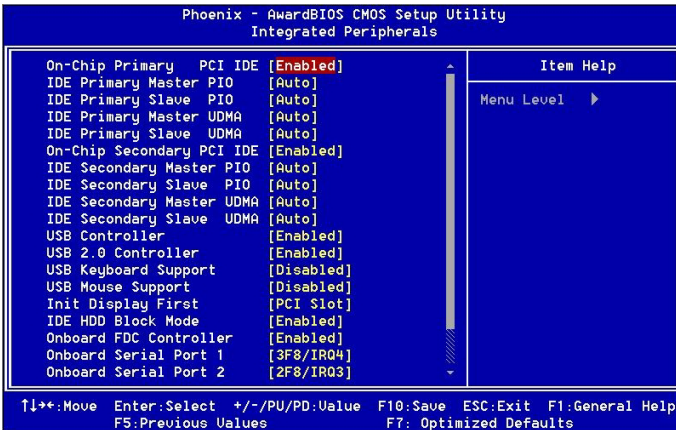 Phoenix - AwardBIOS CMOS Setup Utility
Integrated Peripherals
On-Chip Primary PCI IDE [Enabled]
IDE Primary Master PIO [Auto]
IDE Primary Slave PIO [Auto]
IDE Primary Master UDMA [Auto]
IDE Primary Slave UDMA [Auto]
On-Chip Secondary PCI IDE [Enabled]
IDE Secondary Master PIO [Auto]
IDE Secondary Slave PIO [Auto]
IDE Secondary Master UDMA [Auto]
IDE Secondary Slave UDMA [Auto]
USB Controller [Enabled]
USB 2.0 Controller [Enabled]
USB Keyboard Support [Disabled]
USB Mouse Support [Disabled]
Init Display First [PCI Slot]
IDE HDD Block Mode [Enabled]
Onboard FDC Controller [Enabled]
Onboard Serial Port 1 [3F8/IRQ4]
Onboard Serial Port 2 [2F8/IRQ3]
Item Help
Menu Level
↑↓→←:Move Enter:Select +/-/PU/PD:Value F10:Save ESC:Exit F1:General Help
F5:Previous Values F7: Optimized Defaults